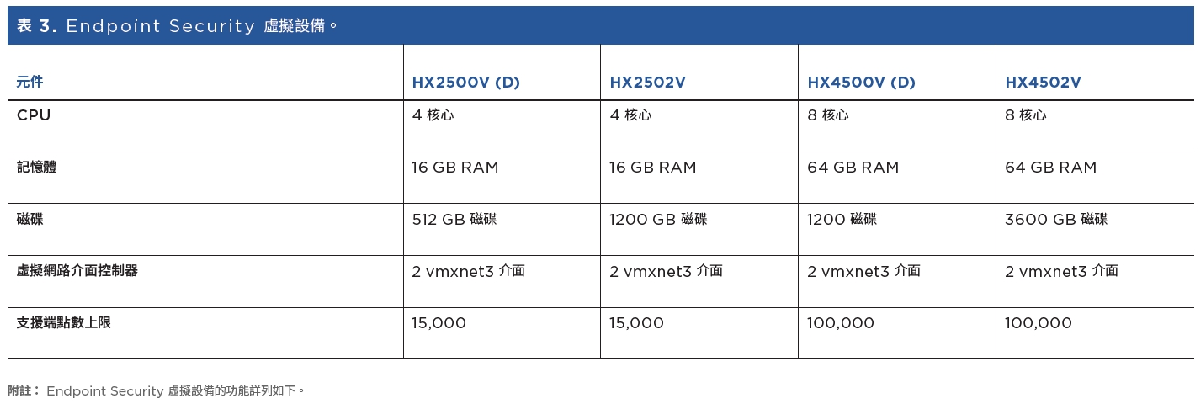 表 3. Endpoint Security 虛擬設備。
元件 HX2500V (D) HX2502V HX4500V (D) HX4502V
CPU 4 核心 4 核心 8 核心 8 核心
記憶體 16 GB RAM 16 GB RAM 64 GB RAM 64 GB RAM
磁碟 512 GB 磁碟 1200 GB 磁碟 1200 磁碟 3600 GB 磁碟
虛擬網路介面控制器 2 vmxnet3 介面 2 vmxnet3 介面 2 vmxnet3 介面 2 vmxnet3 介面
支援端點數上限 15,000 15,000 100,000 100,000
附註： Endpoint Security 虛擬設備的功能詳列如下。